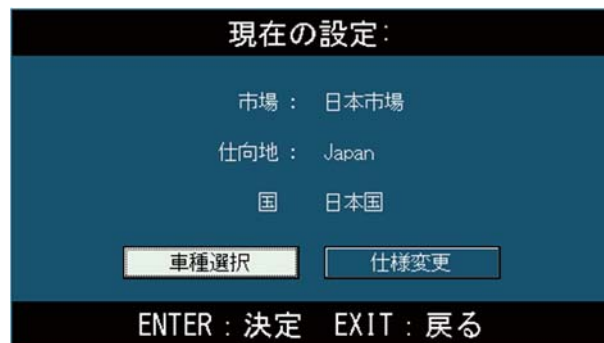 現在の設定:
市場： 日本市場
仕向地： Japan
国 日本国
車種選択 仕様変更
ENTER：決定 EXIT：戻る